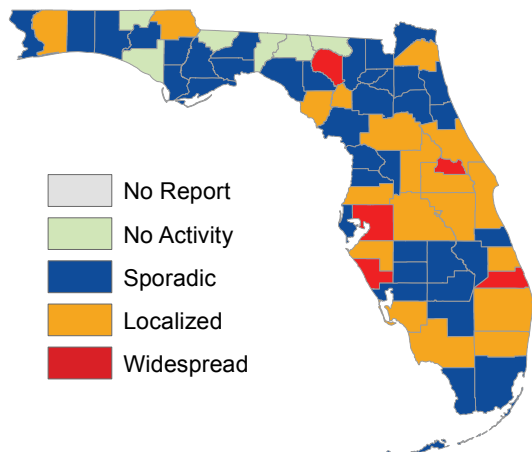 No Report
No Activity
Sporadic
Localized
Widespread